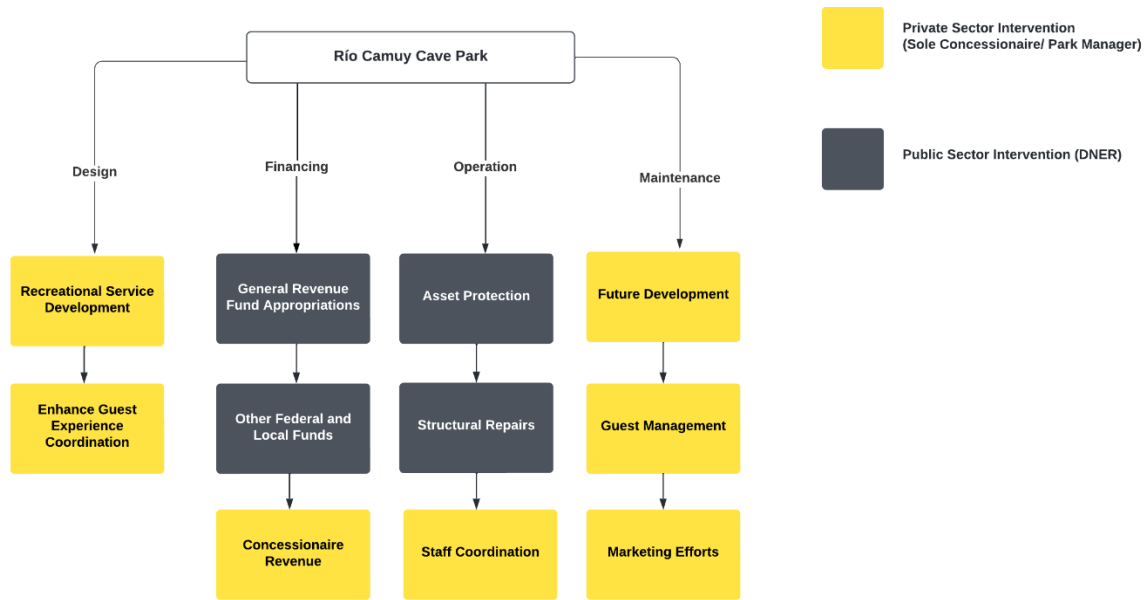 Río Camuy Cave Park
Private Sector Intervention
(Sole Concessionaire/ Park Manager)
Public Sector Intervention (DNER)
Design
Financing
Operation
Maintenance
Recreational Service
Development
Enhance Guest
Experience
Coordination
General Revenue
Fund Appropriations
Other Federal and
Local Funds
Concessionaire
Revenue
Asset Protection
Structural Repairs
Staff Coordination
Future Development
Guest Management
Marketing Efforts